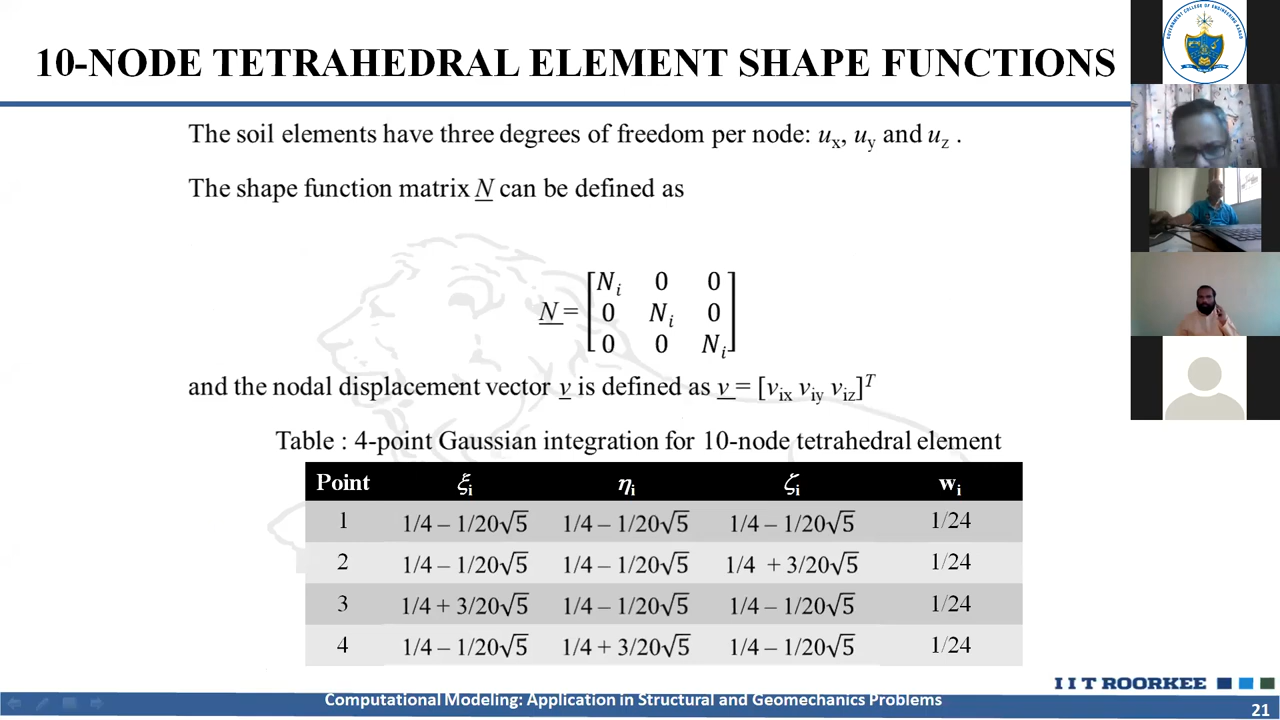 10-NODE TETRAHEDRAL ELEMENT SHAPE FUNCTIONS
The soil elements have three degrees of freedom per node: uₓ, u_y and u_z .
The shape function matrix N can be defined as
N = [N_i 0 0
0 N_i 0
0 0 N_i]
and the nodal displacement vector v is defined as v = [v_ix v_iy v_iz]ᵀ
Table : 4-point Gaussian integration for 10-node tetrahedral element
Point ξ_i η_i ζ_i w_i
1 1/4 – 1/20√5 1/4 – 1/20√5 1/4 – 1/20√5 1/24
2 1/4 – 1/20√5 1/4 – 1/20√5 1/4 + 3/20√5 1/24
3 1/4 + 3/20√5 1/4 – 1/20√5 1/4 – 1/20√5 1/24
4 1/4 – 1/20√5 1/4 + 3/20√5 1/4 – 1/20√5 1/24
Computational Modeling: Application in Structural and Geomechanics Problems
I I T ROORKEE
21
GOVERNMENT COLLEGE OF ENGINEERING